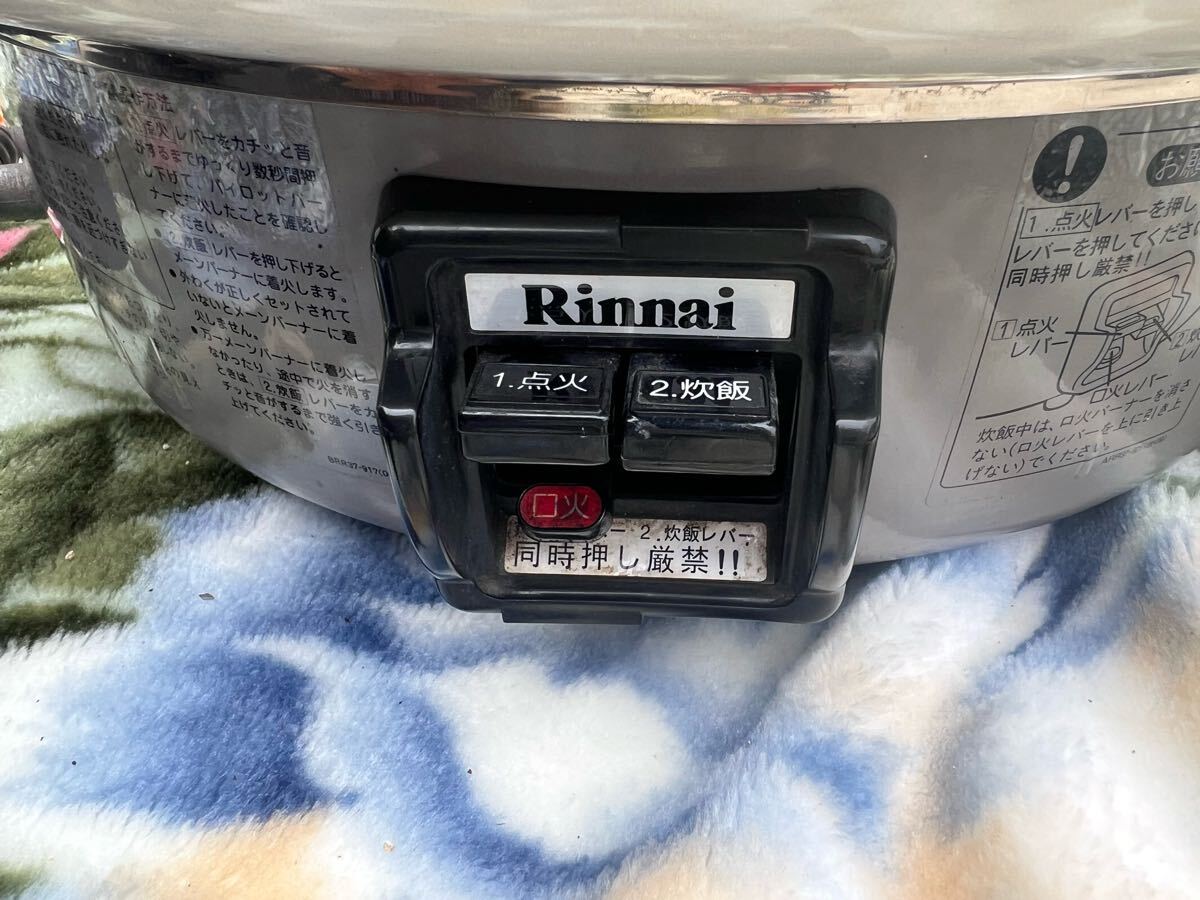 1.点火 レバーをカチッと音
がするまでゆっくり数秒間押
し下げて、パイロットバー
ナーに点火したことを確認し
てください。
2.炊飯 レバーを押し下げると
メーンバーナーに着火します。
●外わくが正しくセットされて
いないとメーンバーナーに着
火しません。
●万一メーンバーナーに着火し
なかったり、途中で火を消す
ときは、2.炊飯 レバーをカ
チッと音がするまで強く引き
上げてください。
BRR37-917
Rinnai
1.点火
2.炊飯
口火
2.炊飯レバー
同時押し厳禁!!
!
お願
1.点火 レバーを押し
レバーを押してください
同時押し厳禁!!
1 点火
レバー
口火レバー
炊飯中は、口火バーナーを消さ
ない(口火レバーを上に引き上
げない)でください。